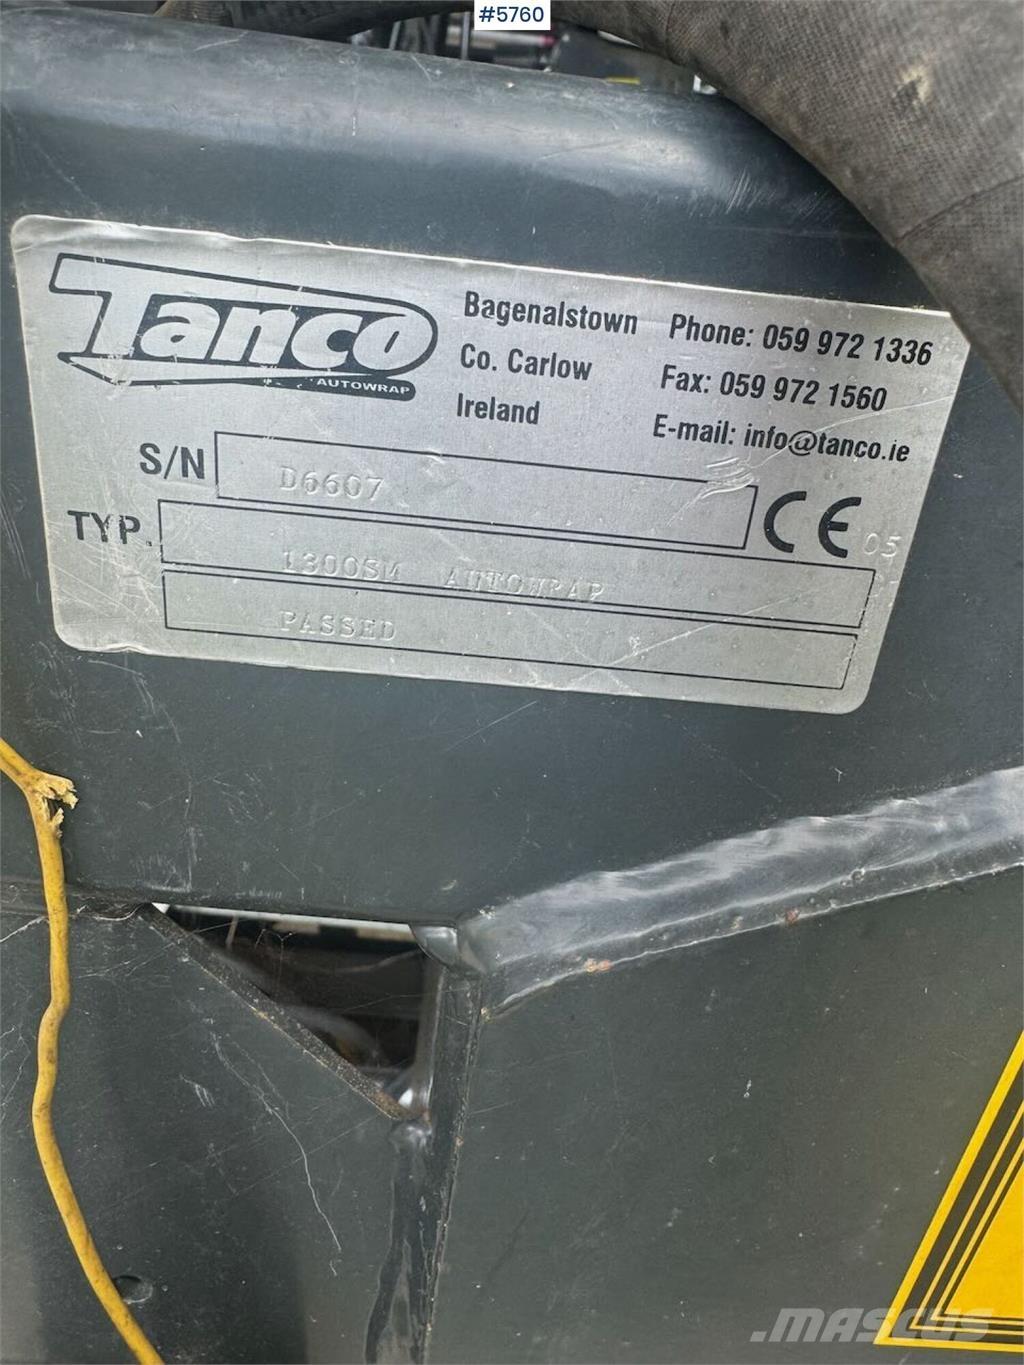 #5760
Tanco
AUTOWRAP
Bagenalstown
Co. Carlow
Ireland
Phone: 059 972 1336
Fax: 059 972 1560
E-mail: info@tanco.ie
S/N D6607
CE 05
TYP. 1300SM AUTOWRAP
PASSED
.MASCUS